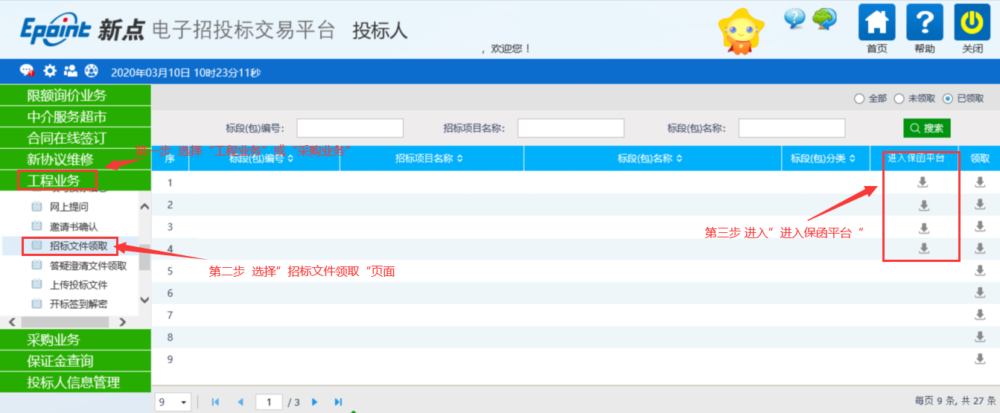 Epoint 新点 电子招投标交易平台 投标人
，欢迎您！
首页 帮助 关闭
2020年03月10日 10时23分11秒
限额询价业务
中介服务超市
合同在线签订
新协议维修
工程业务
网上提问
邀请书确认
招标文件领取
答疑澄清文件领取
上传投标文件
开标签到解密
采购业务
保证金查询
投标人信息管理
全部 未领取 已领取
标段(包)编号: 招标项目名称: 标段(包)名称: 搜索
第一步 选择“工程业务”或“采购业务”
序 标段(包)编号 招标项目名称 标段(包)名称 标段(包)分类 进入保函平台 领取
1
2
3
第三步 进入”进入保函平台“
4
第二步 选择”招标文件领取“页面
5
6
7
8
9
9 1 / 3 每页 9 条, 共 27 条